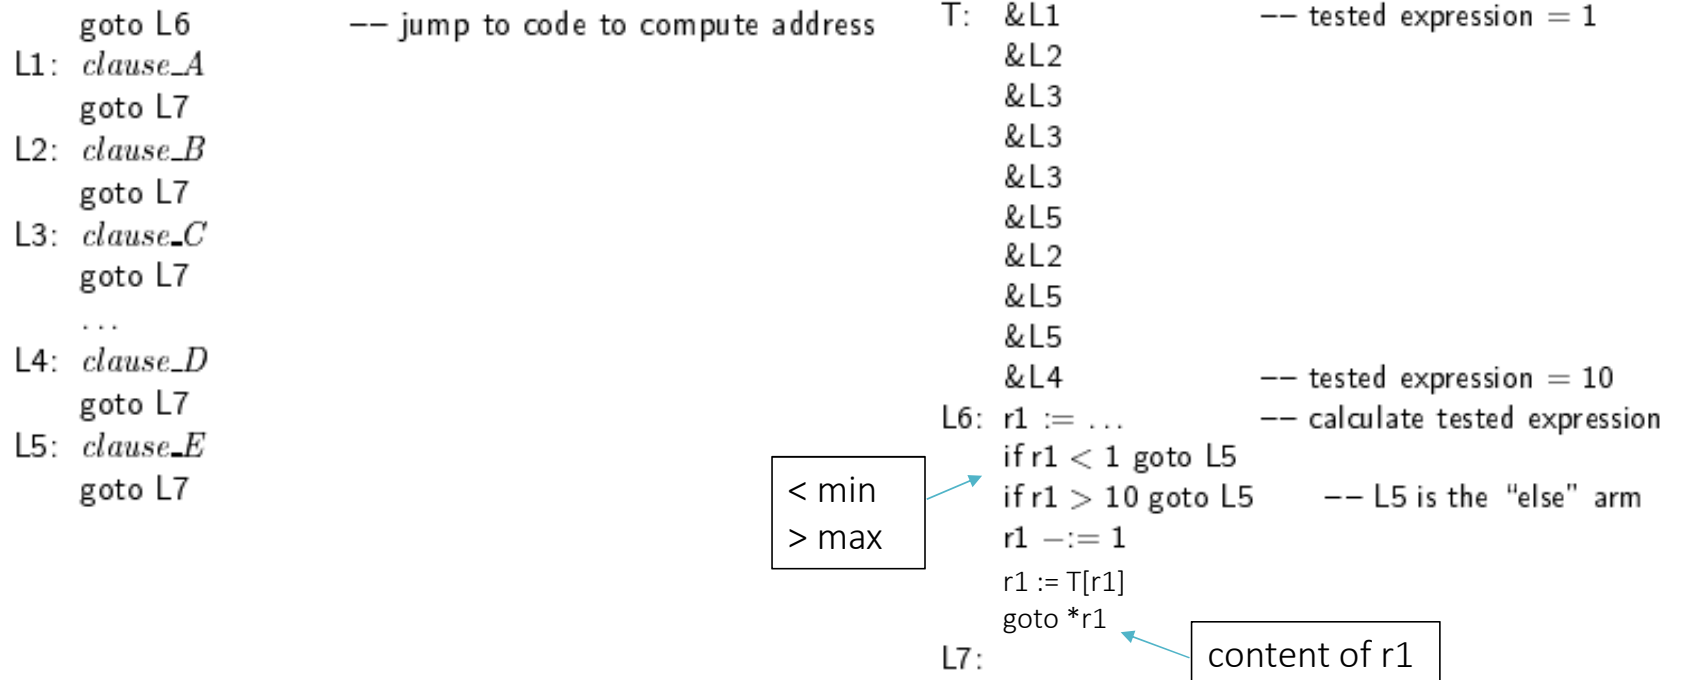 goto L6 –– jump to code to compute address
L1: clause_A
goto L7
L2: clause_B
goto L7
L3: clause_C
goto L7
...
L4: clause_D
goto L7
L5: clause_E
goto L7
T: &L1 –– tested expression = 1
&L2
&L3
&L3
&L3
&L5
&L2
&L5
&L5
&L4 –– tested expression = 10
L6: r1 := ... –– calculate tested expression
if r1 < 1 goto L5
if r1 > 10 goto L5 –– L5 is the “else” arm
r1 –:= 1
r1 := T[r1]
goto *r1
L7:
< min
> max
content of r1